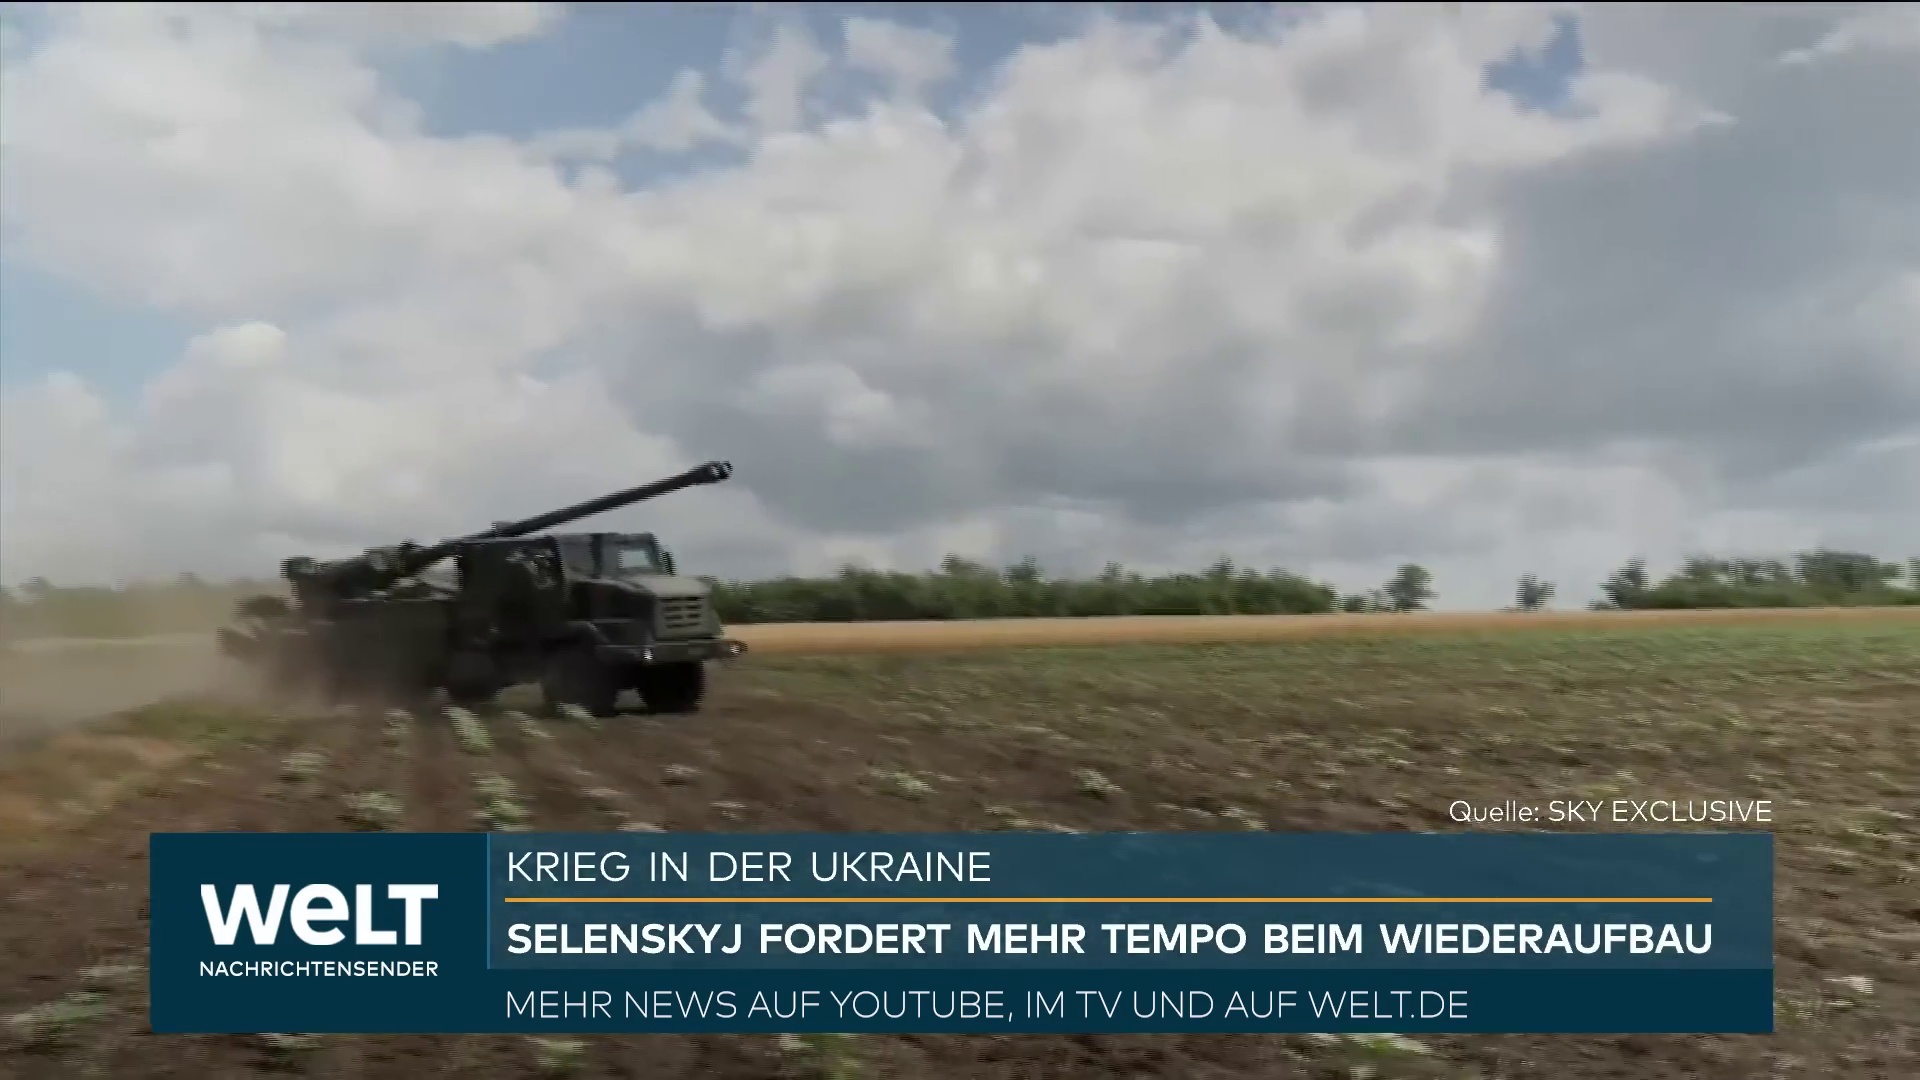 Quelle: SKY EXCLUSIVE
KRIEG IN DER UKRAINE
WELT
NACHRICHTENSENDER
SELENSKYJ FORDERT MEHR TEMPO BEIM WIEDERAUFBAU
MEHR NEWS AUF YOUTUBE, IM TV UND AUF WELT.DE